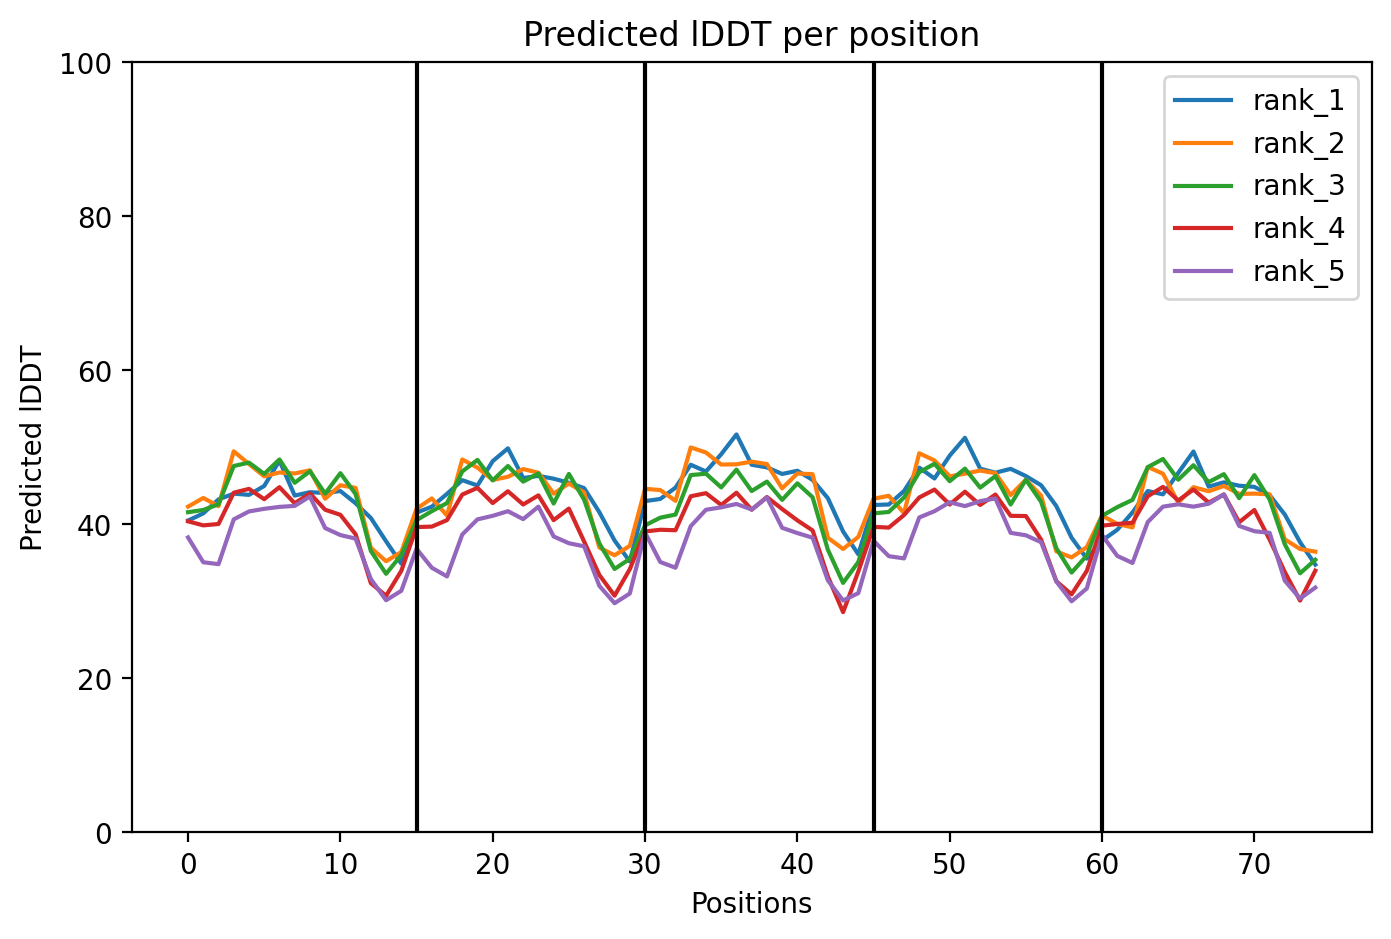 Predicted lDDT per position
100
80
60
40
20
0
Predicted lDDT
rank_1
rank_2
rank_3
rank_4
rank_5
0 10 20 30 40 50 60 70
Positions